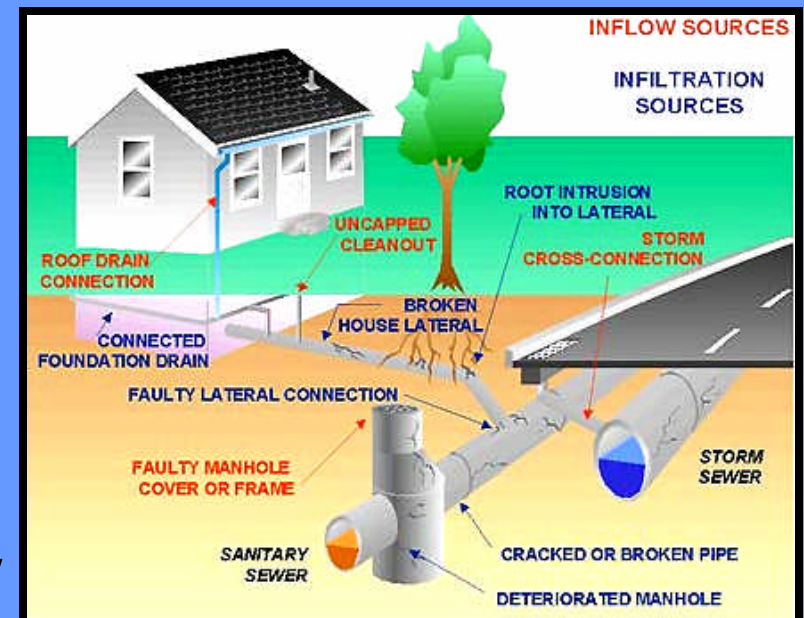 INFLOW SOURCES
INFILTRATION
SOURCES
ROOT INTRUSION
INTO LATERAL
UNCAPPED
CLEANOUT
STORM
CROSS-CONNECTION
ROOF DRAIN
CONNECTION
BROKEN
HOUSE LATERAL
CONNECTED
FOUNDATION DRAIN
FAULTY LATERAL CONNECTION
FAULTY MANHOLE
COVER OR FRAME
STORM
SEWER
SANITARY
SEWER
CRACKED OR BROKEN PIPE
DETERIORATED MANHOLE